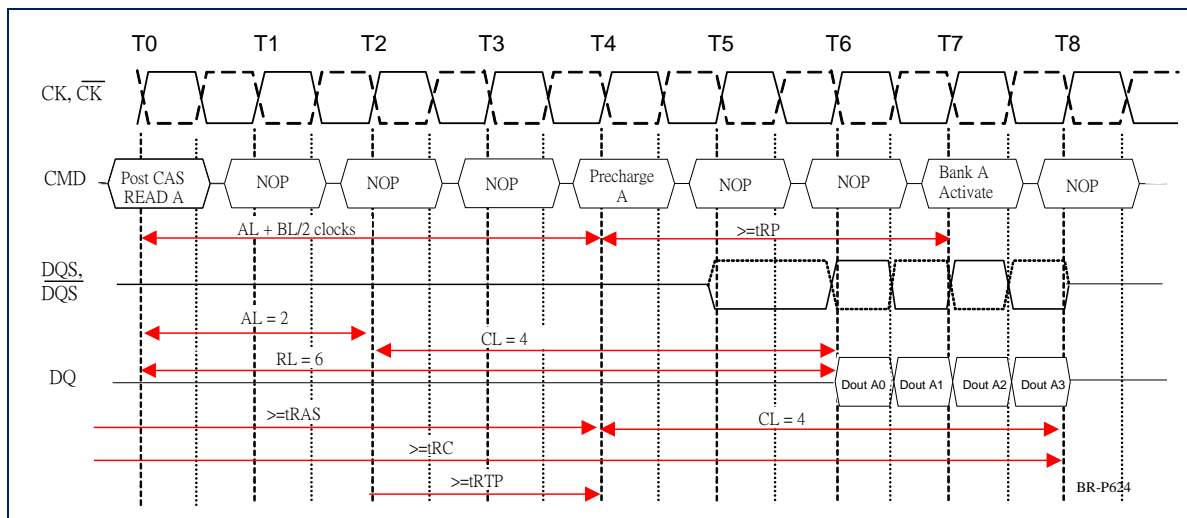 T0 T1 T2 T3 T4 T5 T6 T7 T8
CK, CK
CMD
Post CAS
READ A
NOP
NOP
NOP
Precharge
A
NOP
NOP
Bank A
Activate
NOP
AL + BL/2 clocks
>=tRP
DQS,
DQS
AL = 2
CL = 4
RL = 6
DQ
Dout A0
Dout A1
Dout A2
Dout A3
>=tRAS
CL = 4
>=tRC
>=tRTP
BR-P624